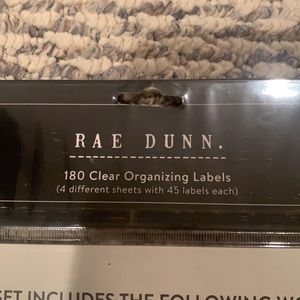 RAE DUNN.
180 Clear Organizing Labels
(4 different sheets with 45 labels each)
SET INCLUDES THE FOLLOWING